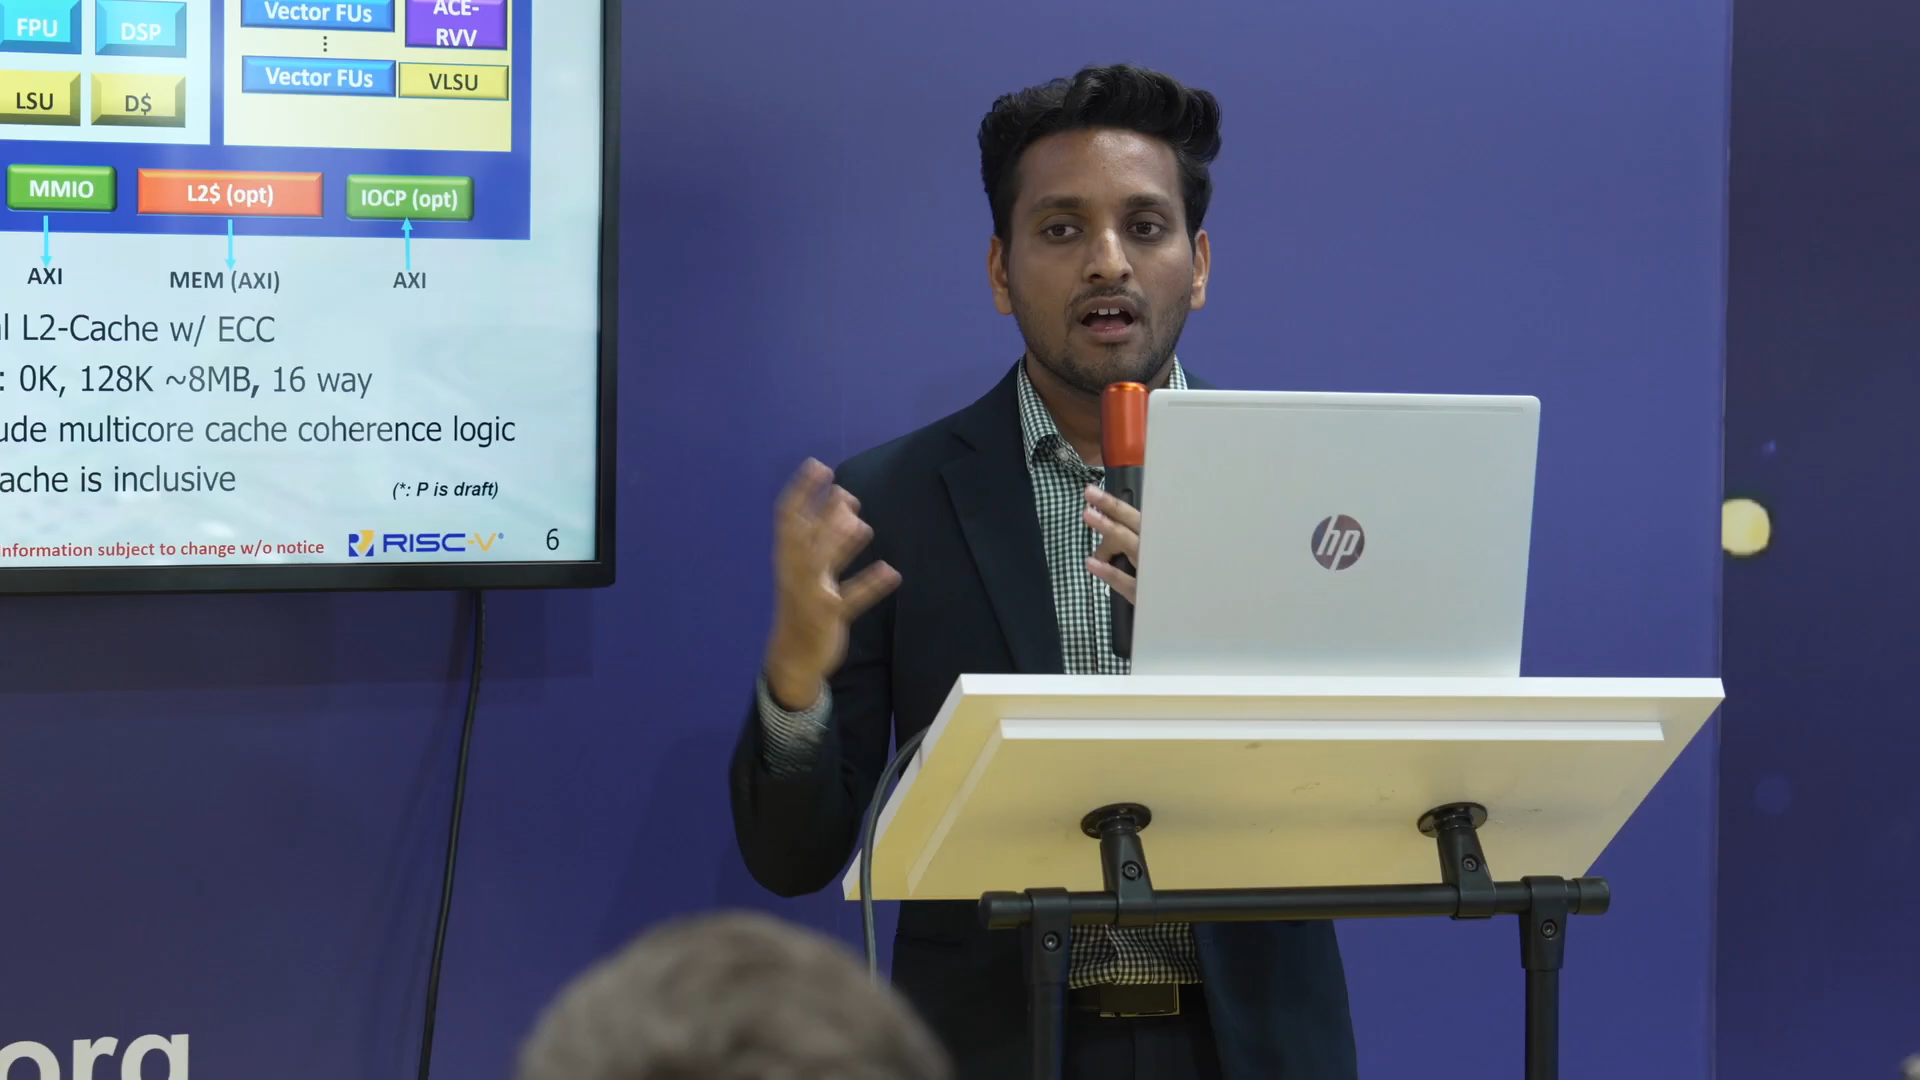 FPU
DSP
Vector FUs
ACE-
RVV
Vector FUs
VLSU
LSU
D$
MMIO
L2$ (opt)
IOCP (opt)
AXI
MEM (AXI)
AXI
l L2-Cache w/ ECC
: 0K, 128K ~8MB, 16 way
ude multicore cache coherence logic
ache is inclusive
(*: P is draft)
Information subject to change w/o notice
RISC-V®
6
hp
org